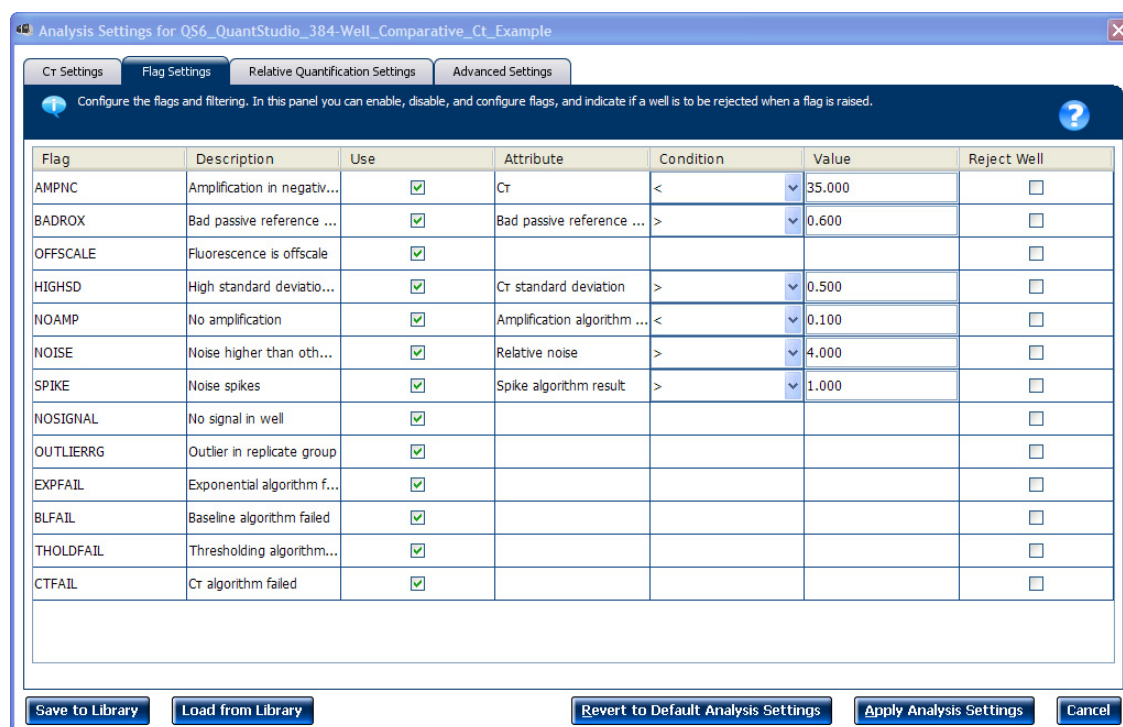 Analysis Settings for QS6_QuantStudio_384-Well_Comparative_Ct_Example
Cт Settings Flag Settings Relative Quantification Settings Advanced Settings
Configure the flags and filtering. In this panel you can enable, disable, and configure flags, and indicate if a well is to be rejected when a flag is raised.
Flag Description Use Attribute Condition Value Reject Well
AMPNC Amplification in negativ... Cт < 35.000
BADROX Bad passive reference ... Bad passive reference ... > 0.600
OFFSCALE Fluorescence is offscale
HIGHSD High standard deviatio... Cт standard deviation > 0.500
NOAMP No amplification Amplification algorithm ... < 0.100
NOISE Noise higher than oth... Relative noise > 4.000
SPIKE Noise spikes Spike algorithm result > 1.000
NOSIGNAL No signal in well
OUTLIERRG Outlier in replicate group
EXPFAIL Exponential algorithm f...
BLFAIL Baseline algorithm failed
THOLDFAIL Thresholding algorithm...
CTFAIL Cт algorithm failed
Save to Library Load from Library Revert to Default Analysis Settings Apply Analysis Settings Cancel